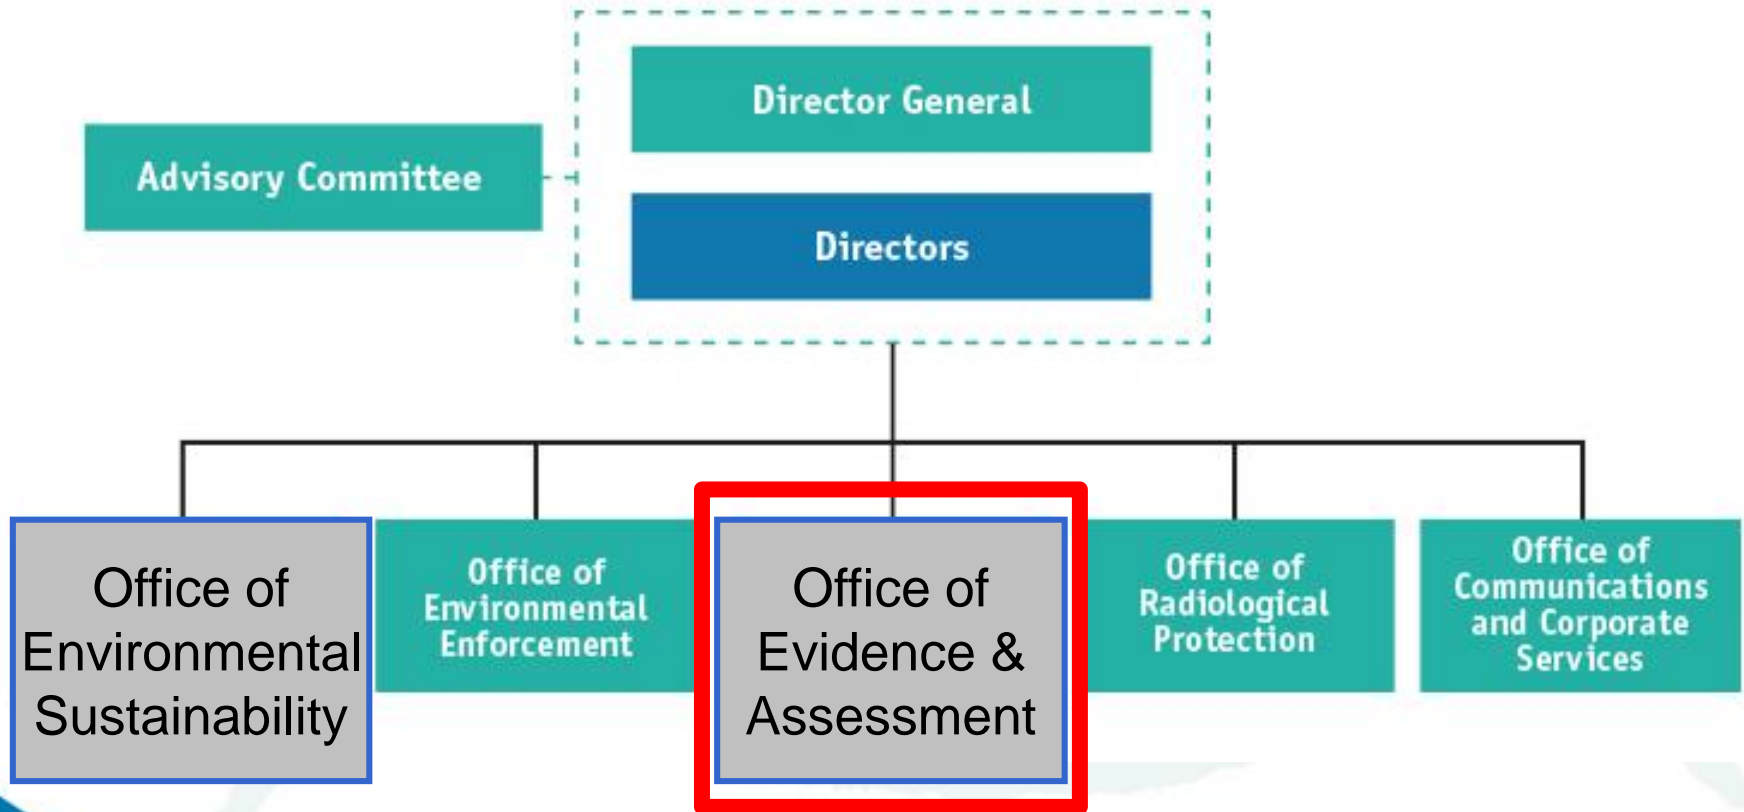 Director General
Advisory Committee
Directors
Office of
Environmental
Sustainability
Office of
Environmental
Enforcement
Office of
Evidence &
Assessment
Office of
Radiological
Protection
Office of
Communications
and Corporate
Services